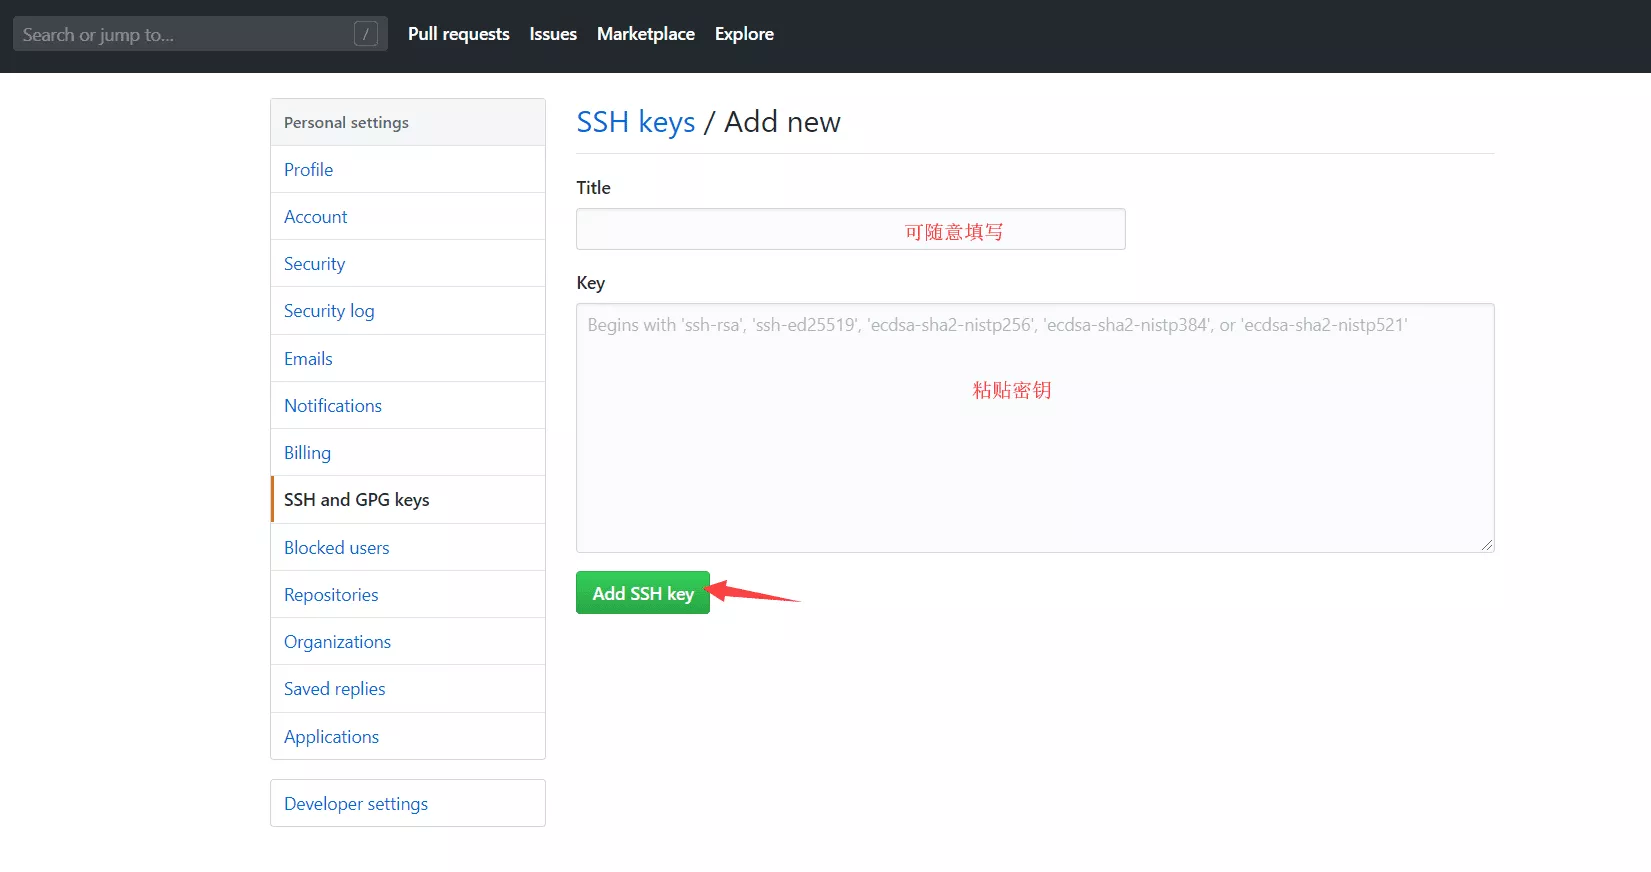 Search or jump to...
/
Pull requests
Issues
Marketplace
Explore
Personal settings
Profile
Account
Security
Security log
Emails
Notifications
Billing
SSH and GPG keys
Blocked users
Repositories
Organizations
Saved replies
Applications
Developer settings
SSH keys / Add new
Title
可随意填写
Key
Begins with 'ssh-rsa', 'ssh-ed25519', 'ecdsa-sha2-nistp256', 'ecdsa-sha2-nistp384', or 'ecdsa-sha2-nistp521'
粘贴密钥
Add SSH key